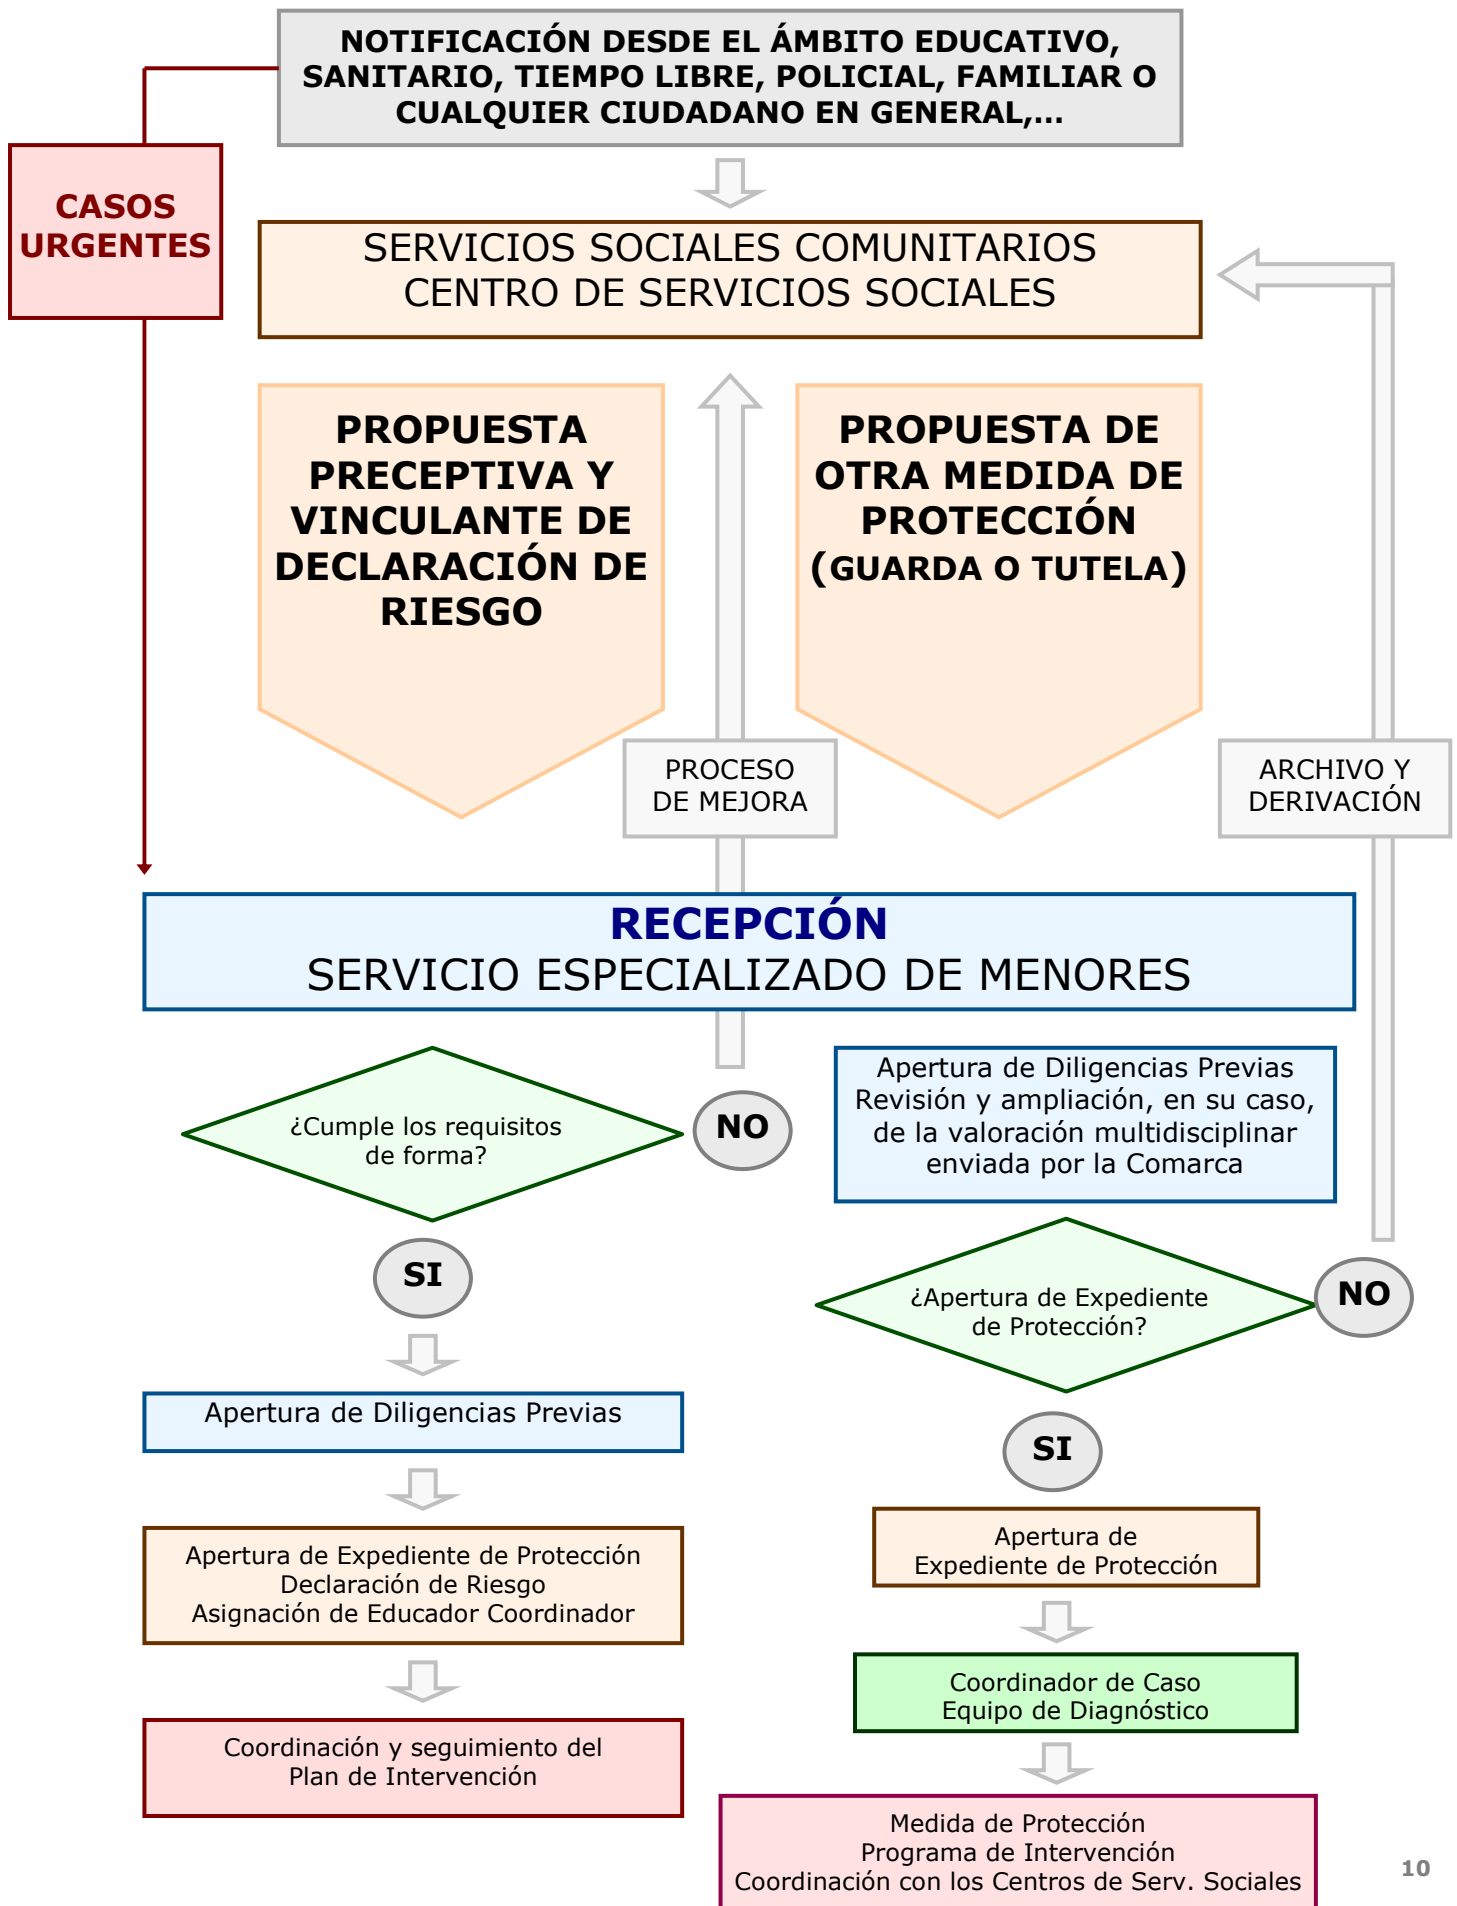 NOTIFICACIÓN DESDE EL ÁMBITO EDUCATIVO,
SANITARIO, TIEMPO LIBRE, POLICIAL, FAMILIAR O
CUALQUIER CIUDADANO EN GENERAL,...
CASOS
URGENTES
SERVICIOS SOCIALES COMUNITARIOS
CENTRO DE SERVICIOS SOCIALES
PROPUESTA
PRECEPTIVA Y
VINCULANTE DE
DECLARACIÓN DE
RIESGO
PROPUESTA DE
OTRA MEDIDA DE
PROTECCIÓN
(GUARDA O TUTELA)
PROCESO
DE MEJORA
ARCHIVO Y
DERIVACIÓN
RECEPCIÓN
SERVICIO ESPECIALIZADO DE MENORES
¿Cumple los requisitos
de forma?
NO
SI
Apertura de Diligencias Previas
Apertura de Expediente de Protección
Declaración de Riesgo
Asignación de Educador Coordinador
Coordinación y seguimiento del
Plan de Intervención
Apertura de Diligencias Previas
Revisión y ampliación, en su caso,
de la valoración multidisciplinar
enviada por la Comarca
¿Apertura de Expediente
de Protección?
NO
SI
Apertura de
Expediente de Protección
Coordinador de Caso
Equipo de Diagnóstico
Medida de Protección
Programa de Intervención
Coordinación con los Centros de Serv. Sociales
10